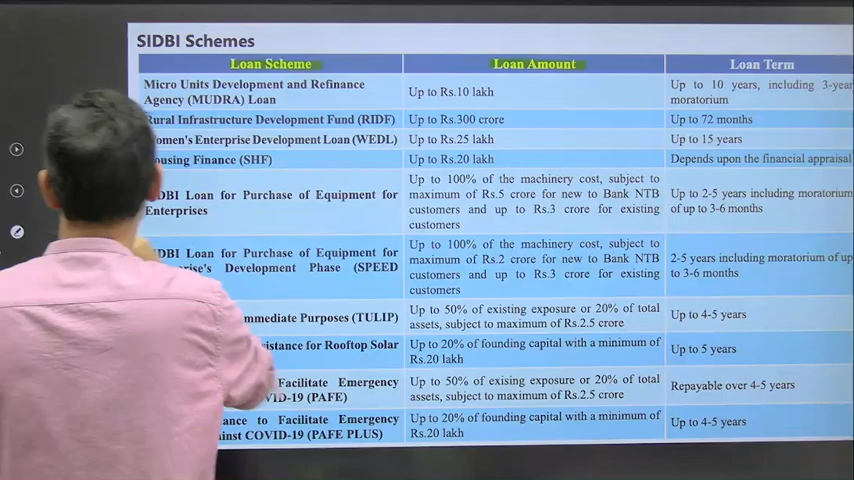 SIDBI Schemes
Loan Scheme
Loan Amount
Loan Term
Micro Units Development and Refinance
Agency (MUDRA) Loan
Up to Rs.10 lakh
Up to 10 years, including 3-year
moratorium
Rural Infrastructure Development Fund (RIDF)
Up to Rs.300 crore
Up to 72 months
Women's Enterprise Development Loan (WEDL)
Up to Rs.25 lakh
Up to 15 years
ousing Finance (SHF)
Up to Rs.20 lakh
Depends upon the financial appraisal
IDBI Loan for Purchase of Equipment for
Enterprises
Up to 100% of the machinery cost, subject to
maximum of Rs.5 crore for new to Bank NTB
customers and up to Rs.3 crore for existing
customers
Up to 2-5 years including moratorium
of up to 3-6 months
IDBI Loan for Purchase of Equipment for
rise's Development Phase (SPEED
Up to 100% of the machinery cost, subject to
maximum of Rs.2 crore for new to Bank NTB
customers and up to Rs.3 crore for existing
customers
2-5 years including moratorium of up
to 3-6 months
mmediate Purposes (TULIP)
Up to 50% of existing exposure or 20% of total
assets, subject to maximum of Rs.2.5 crore
Up to 4-5 years
istance for Rooftop Solar
Up to 20% of founding capital with a minimum of
Rs.20 lakh
Up to 5 years
Facilitate Emergency
VID-19 (PAFE)
Up to 50% of exising exposure or 20% of total
assets, subject to maximum of Rs.2.5 crore
Repayable over 4-5 years
ance to Facilitate Emergency
inst COVID-19 (PAFE PLUS)
Up to 20% of founding capital with a minimum of
Rs.20 lakh
Up to 4-5 years